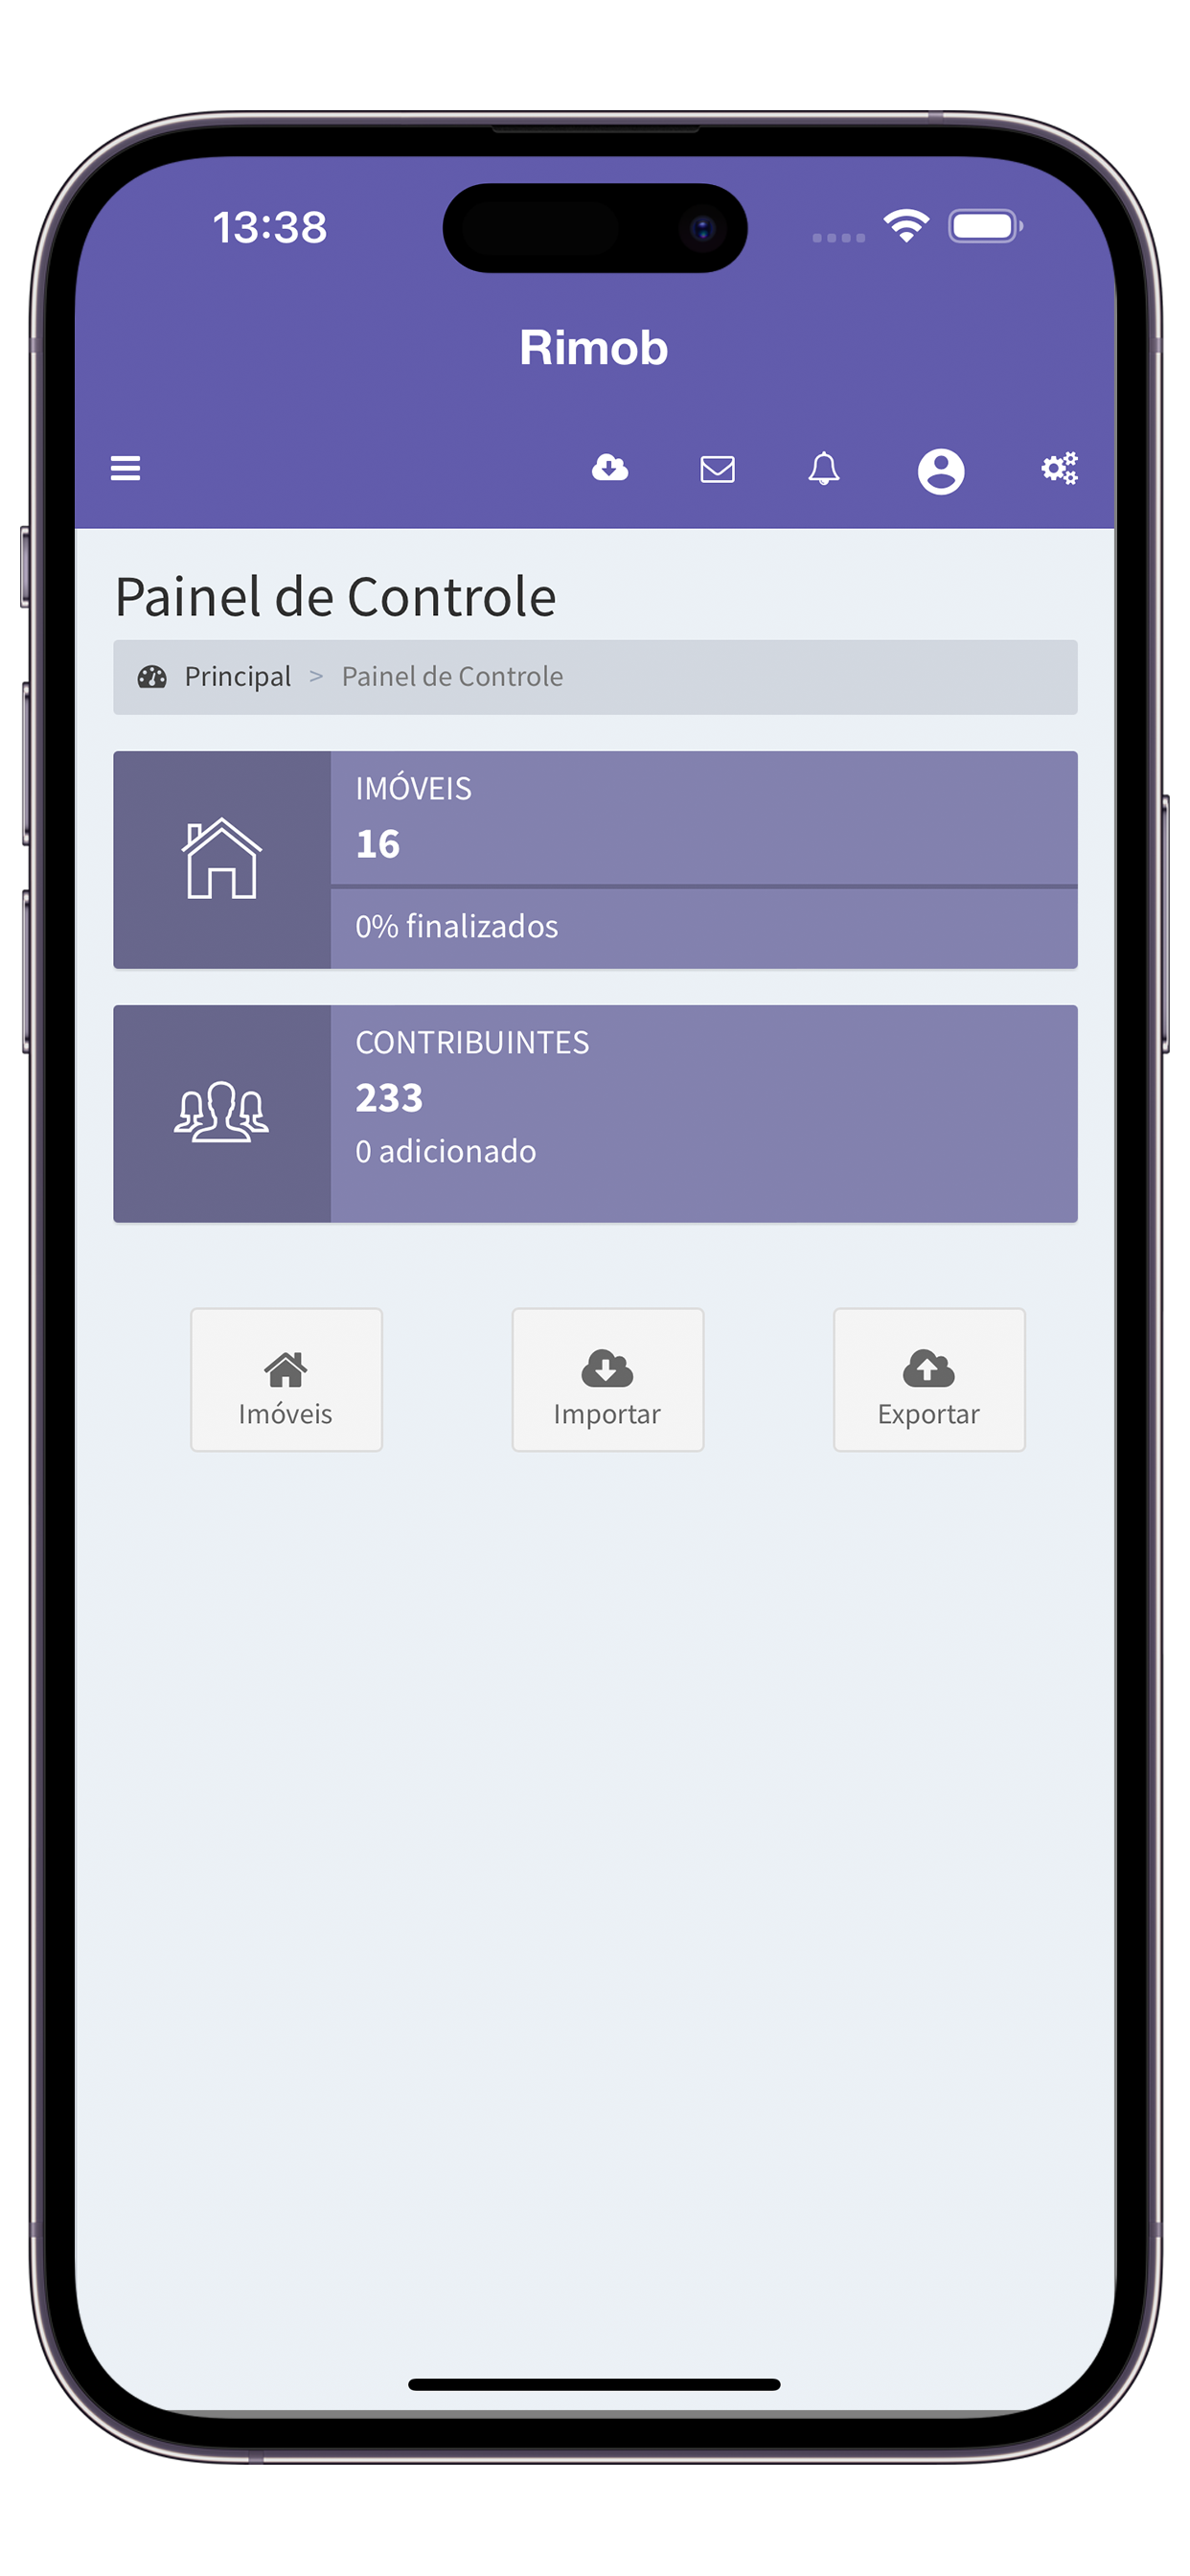 13:38
Rimob
Painel de Controle
Principal > Painel de Controle
IMÓVEIS
16
0% finalizados
CONTRIBUINTES
233
0 adicionado
Imóveis Importar Exportar